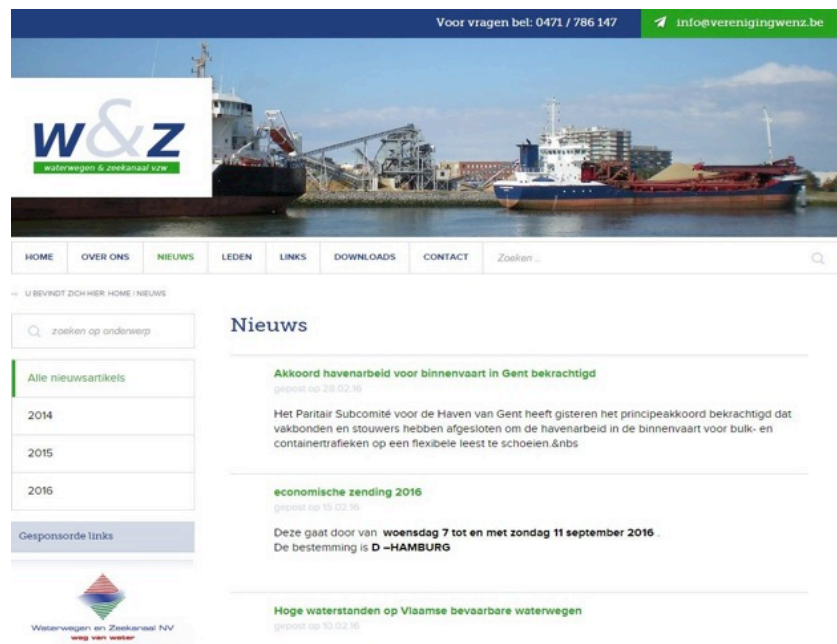 Voor vragen bel: 0471 / 786 147
info@verenigingwenz.be
W&Z
waterwegen & zeekanaal vzw
HOME OVER ONS NIEUWS LEDEN LINKS DOWNLOADS CONTACT Zoeken ...
U BEVINDT ZICH HIER: HOME / NIEUWS
zoeken op onderwerp
Alle nieuwsartikels
2014
2015
2016
Gesponsorde links
Waterwegen en Zeekanaal NV
weg van water
Nieuws
Akkoord havenarbeid voor binnenvaart in Gent bekrachtigd
gepost op 28.02.16
Het Paritair Subcomité voor de Haven van Gent heeft gisteren het principeakkoord bekrachtigd dat
vakbonden en stouwers hebben afgesloten om de havenarbeid in de binnenvaart voor bulk- en
containertrafieken op een flexibele leest te schoeien.&nbs
economische zending 2016
gepost op 15.02.16
Deze gaat door van woensdag 7 tot en met zondag 11 september 2016 .
De bestemming is D –HAMBURG
Hoge waterstanden op Vlaamse bevaarbare waterwegen
gepost op 10.02.16